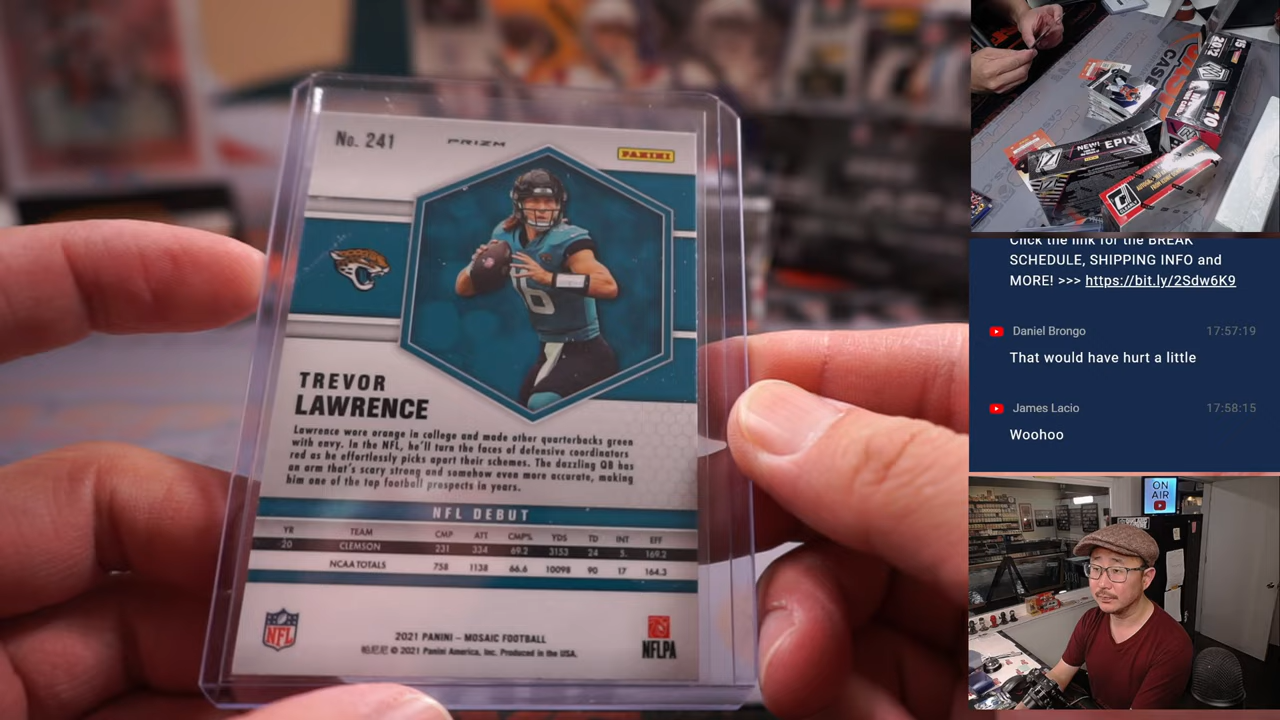 No. 241
PRIZM
PANINI
16
TREVOR
LAWRENCE
Lawrence wore orange in college and made other quarterbacks green
with envy. In the NFL, he'll turn the faces of defensive coordinators
red as he effortlessly picks apart their schemes. The dazzling QB has
an arm that's scary strong and somehow even more accurate, making
him one of the top football prospects in years.
NFL DEBUT
YR TEAM CMP ATT CMP% YDS TD INT EFF
20 CLEMSON 231 334 69.2 3153 24 5. 169.2
NCAA TOTALS 758 1138 66.6 10098 90 17 164.3
NFL
NFLPA
2021 PANINI – MOSAIC FOOTBALL
帕尼尼 © 2021 Panini America, Inc. Produced in the USA.
NEW! EPIX
CASE
10
Click the link for the BREAK
SCHEDULE, SHIPPING INFO and
MORE! >>> https://bit.ly/2Sdw6K9
Daniel Brongo 17:57:19
That would have hurt a little
James Lacio 17:58:15
Woohoo
ON
AIR